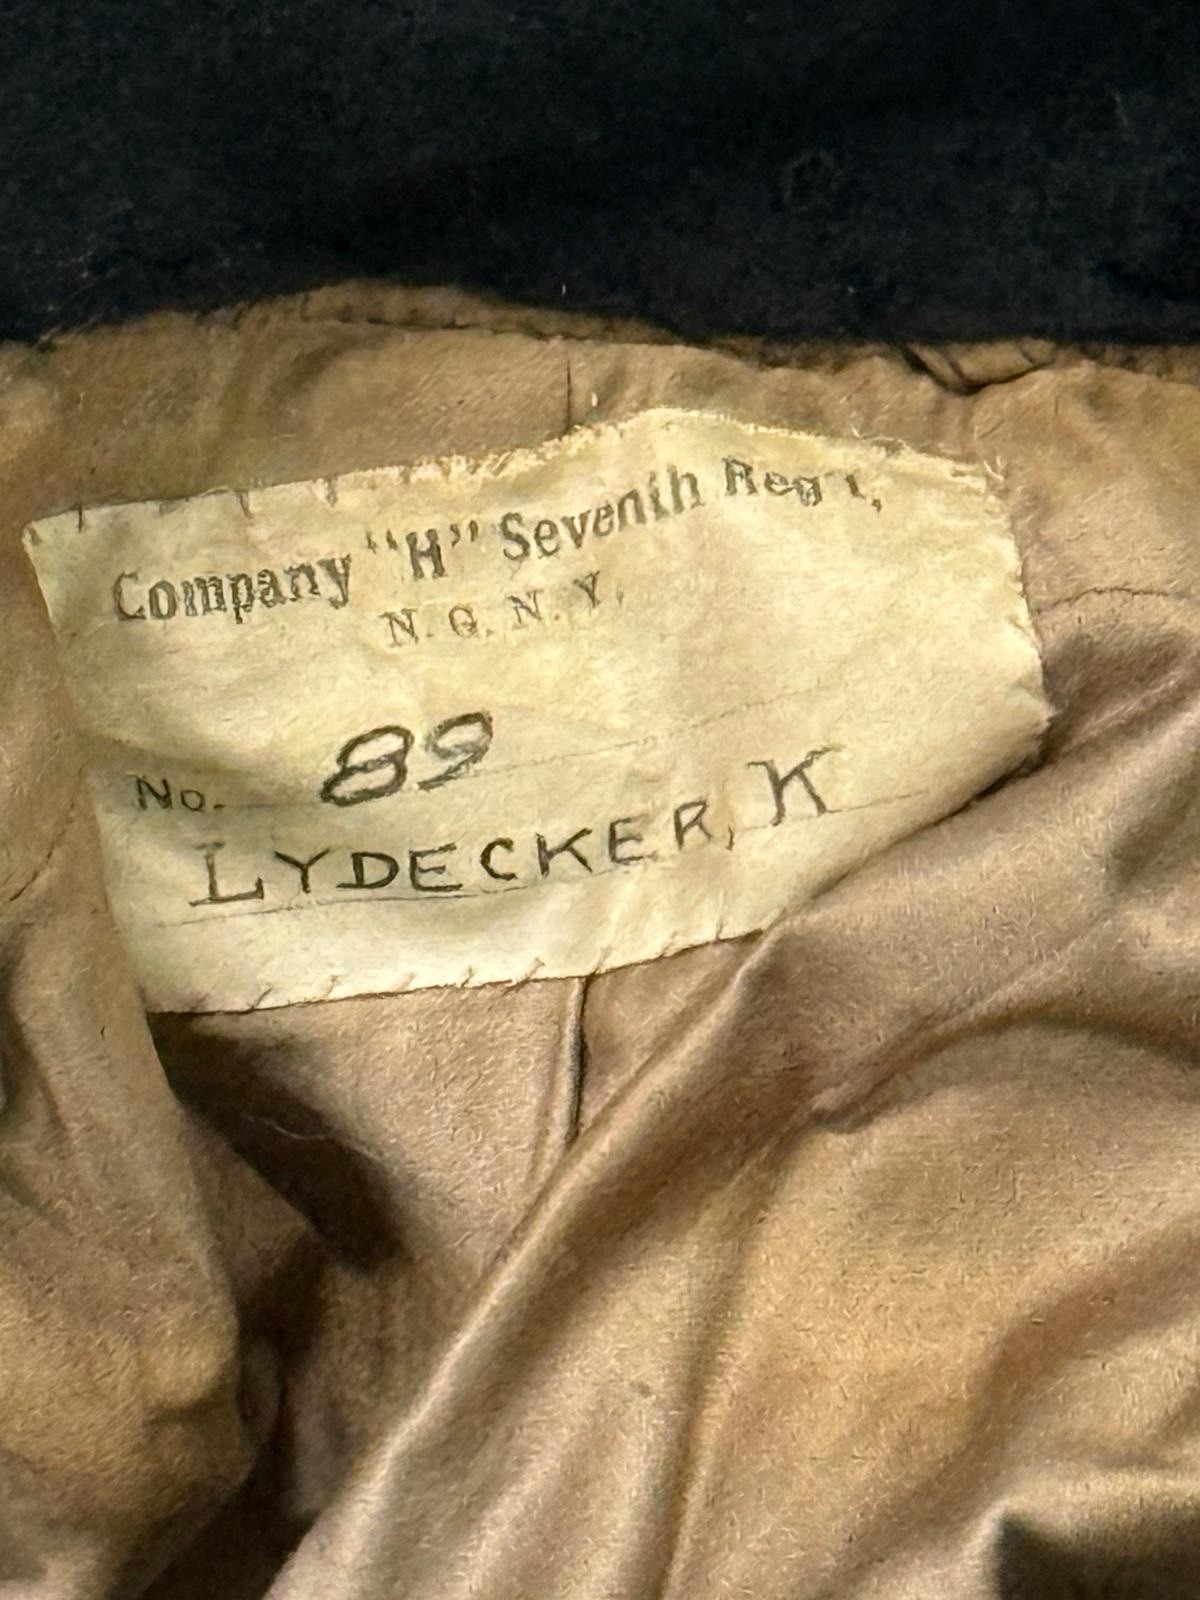 Company "H" Seventh Reg't,
N. G. N. Y.
No. 89
LYDECKER, K